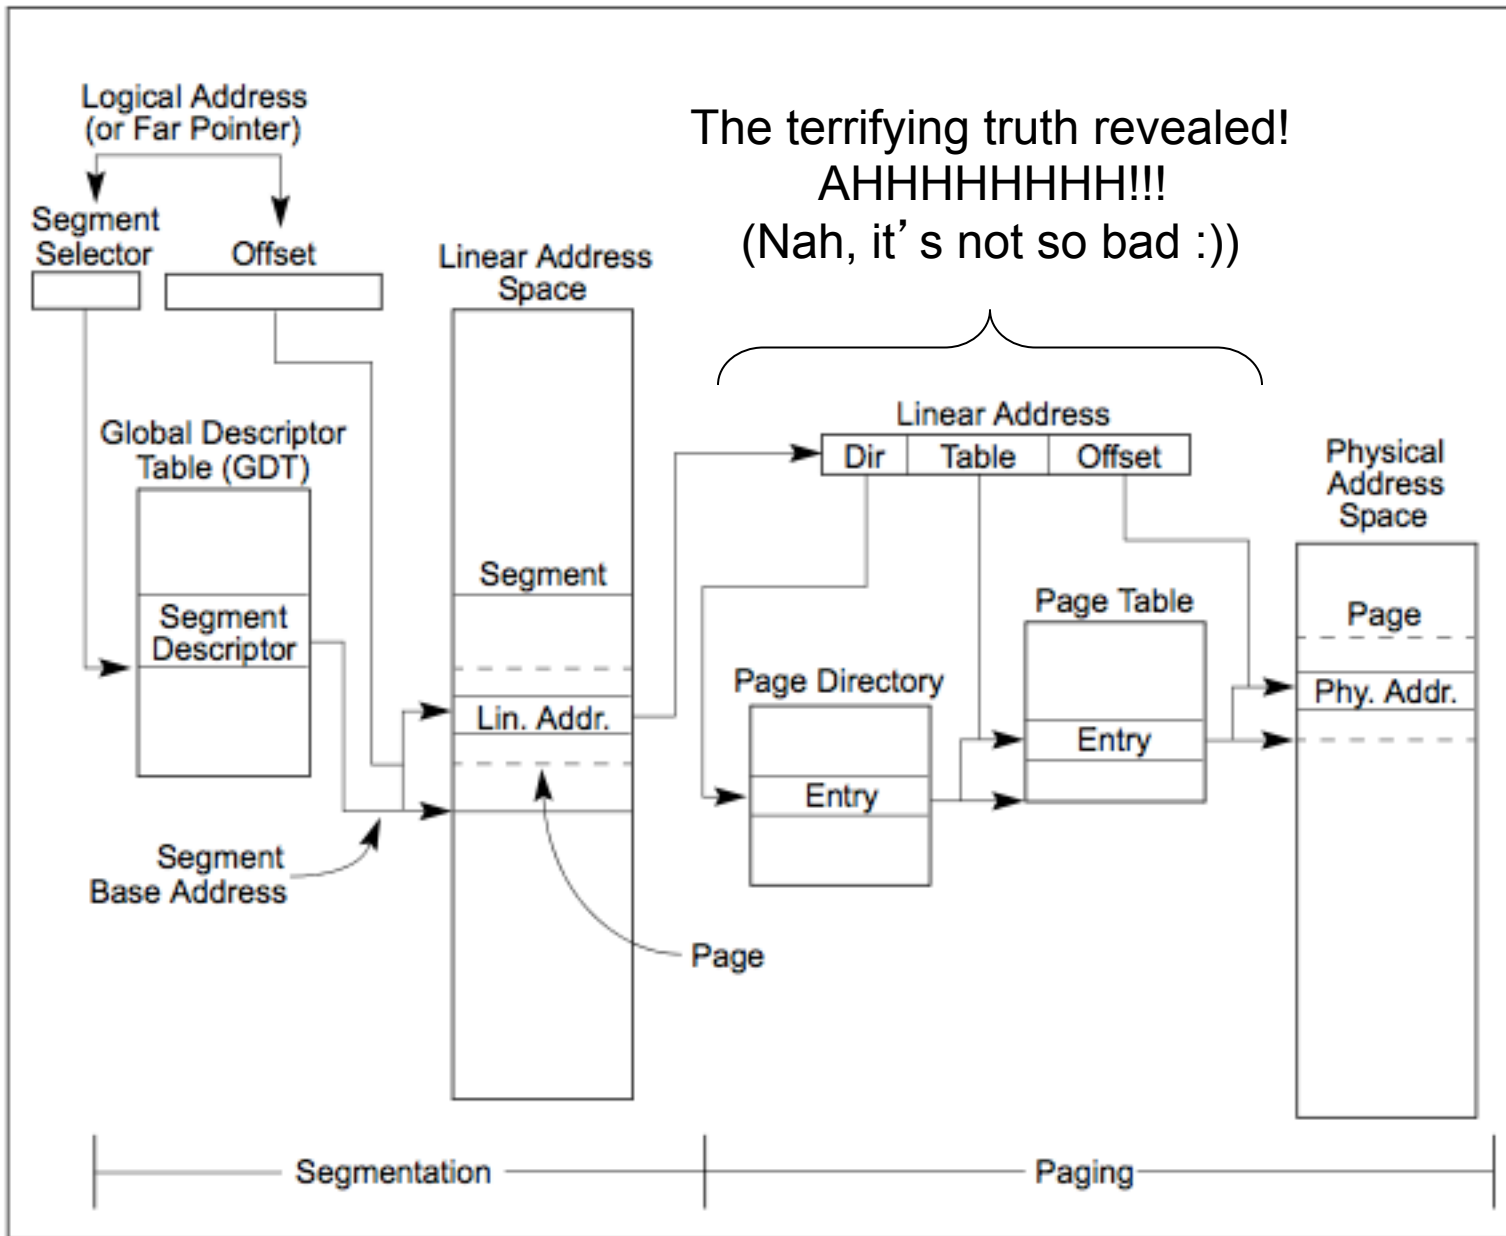 Logical Address
(or Far Pointer)
The terrifying truth revealed!
AHHHHHHHH!!!
(Nah, it’s not so bad :))
Segment
Selector
Offset
Linear Address
Space
Global Descriptor
Table (GDT)
Segment
Descriptor
Segment
Base Address
Segment
Lin. Addr.
Page
Linear Address
Dir
Table
Offset
Page Directory
Entry
Page Table
Entry
Physical
Address
Space
Page
Phy. Addr.
Segmentation
Paging